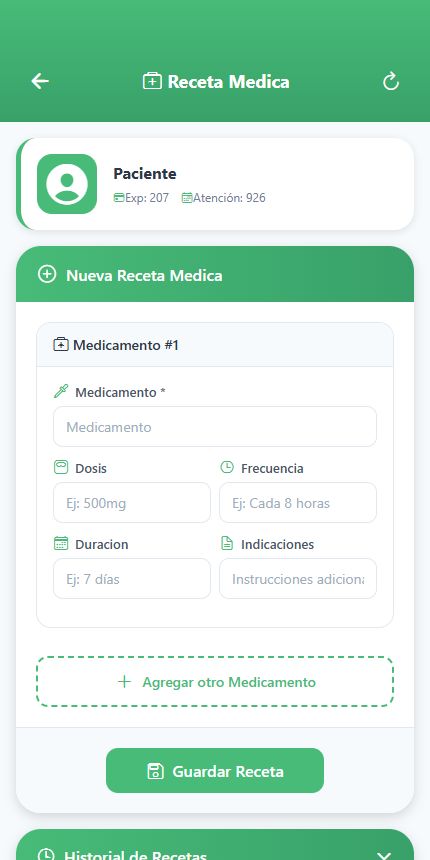 Receta Medica
Paciente
Exp: 207 Atención: 926
Nueva Receta Medica
Medicamento #1
Medicamento *
Medicamento
Dosis Frecuencia
Ej: 500mg Ej: Cada 8 horas
Duracion Indicaciones
Ej: 7 días Instrucciones adiciona
Agregar otro Medicamento
Guardar Receta
Historial de Recetas